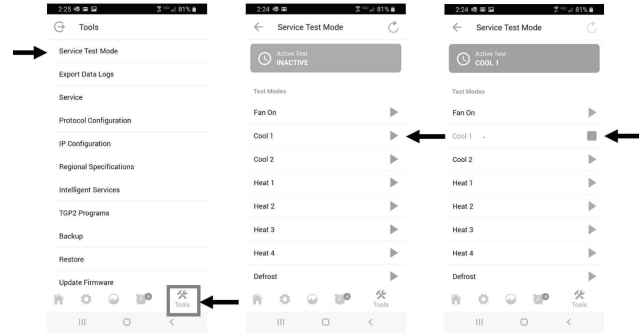 2:25
81%
Tools
Service Test Mode
Export Data Logs
Service
Protocol Configuration
IP Configuration
Regional Specifications
Intelligent Services
TGP2 Programs
Backup
Restore
Update Firmware
Tools
2:24
81%
Service Test Mode
Active Test
INACTIVE
Test Modes
Fan On
Cool 1
Cool 2
Heat 1
Heat 2
Heat 3
Heat 4
Defrost
Tools
2:24
81%
Service Test Mode
Active Test
COOL 1
Test Modes
Fan On
Cool 1
Cool 2
Heat 1
Heat 2
Heat 3
Heat 4
Defrost
Tools